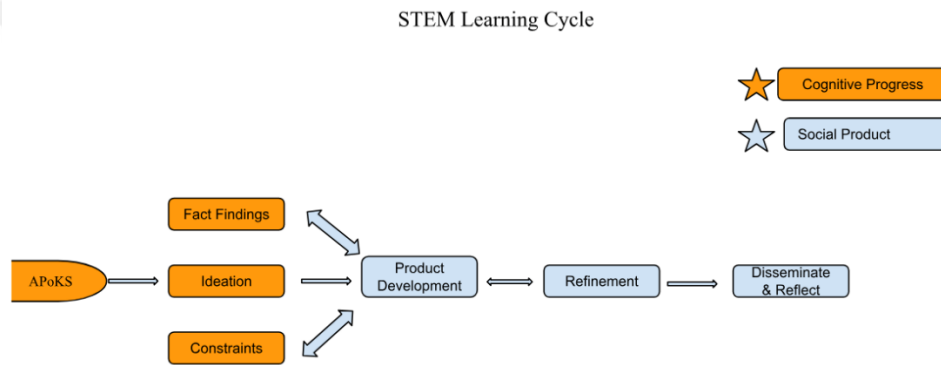 STEM Learning Cycle
Cognitive Progress
Social Product
Fact Findings
APoKS
Ideation
Product
Development
Refinement
Disseminate
& Reflect
Constraints